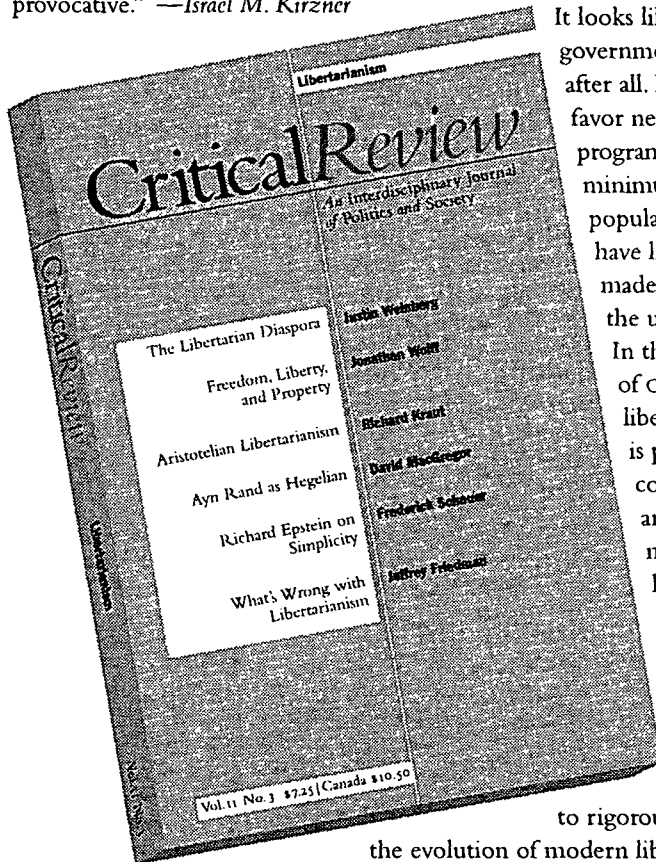 provocative." —Israel M. Kirzner
Libertarianism
Critical Review
An Interdisciplinary Journal
of Politics and Society
The Libertarian Diaspora
Justin Weinberg
Freedom, Liberty,
and Property
Jonathan Wolff
Aristotelian Libertarianism
Richard Kraut
Ayn Rand as Hegelian
David MacGregor
Richard Epstein on
Simplicity
Frederick Schauer
What's Wrong with
Libertarianism
Jeffrey Friedman
Vol. 11 No. 3 $7.25 | Canada $10.50
Critical Review
Libertarianism
It looks li
governme
after all.
favor ne
program
minimu
popula
have l
made
the u
In th
of C
libe
is p
co
ar
to rigorou
the evolution of modern lib